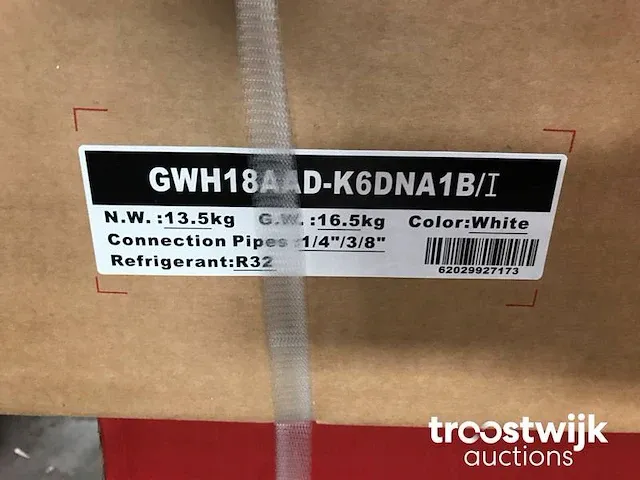 GWH18AAD-K6DNA1B/I
N.W.:13.5kg G.W.:16.5kg Color:White
Connection Pipes:1/4"/3/8"
Refrigerant:R32
62029927173
troostwijk
auctions